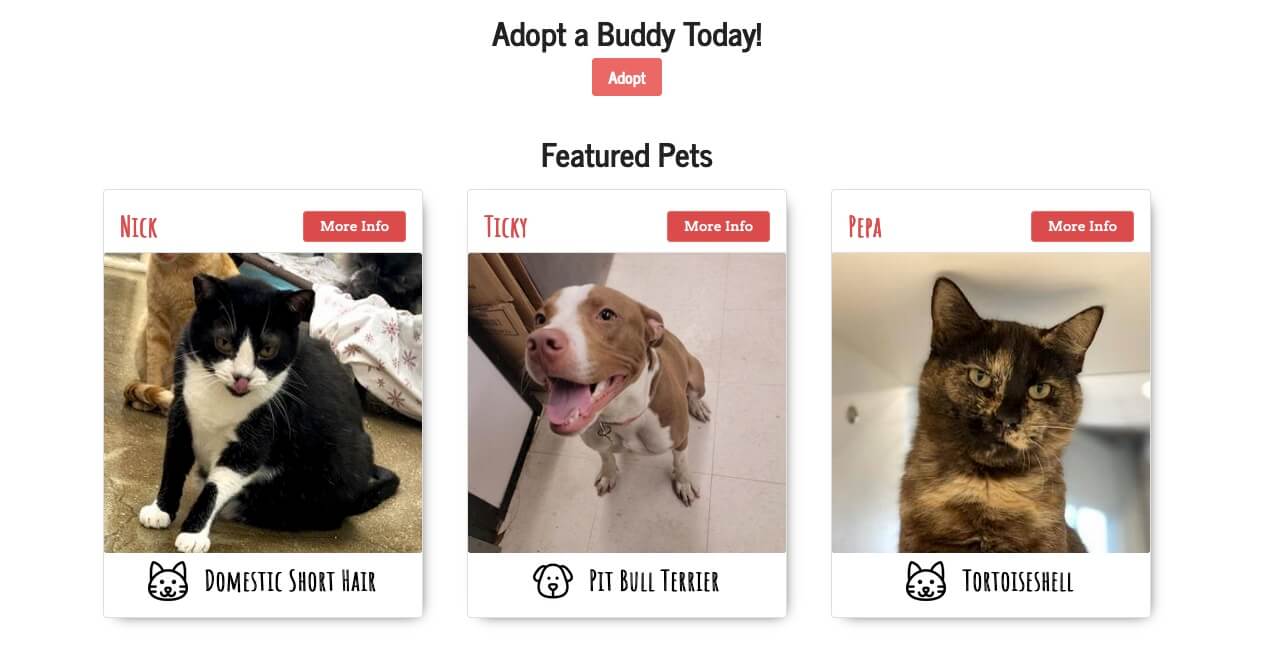 Adopt a Buddy Today!
Adopt
Featured Pets
Nick
More Info
Ticky
More Info
Pepa
More Info
Domestic Short Hair
Pit Bull Terrier
Tortoiseshell